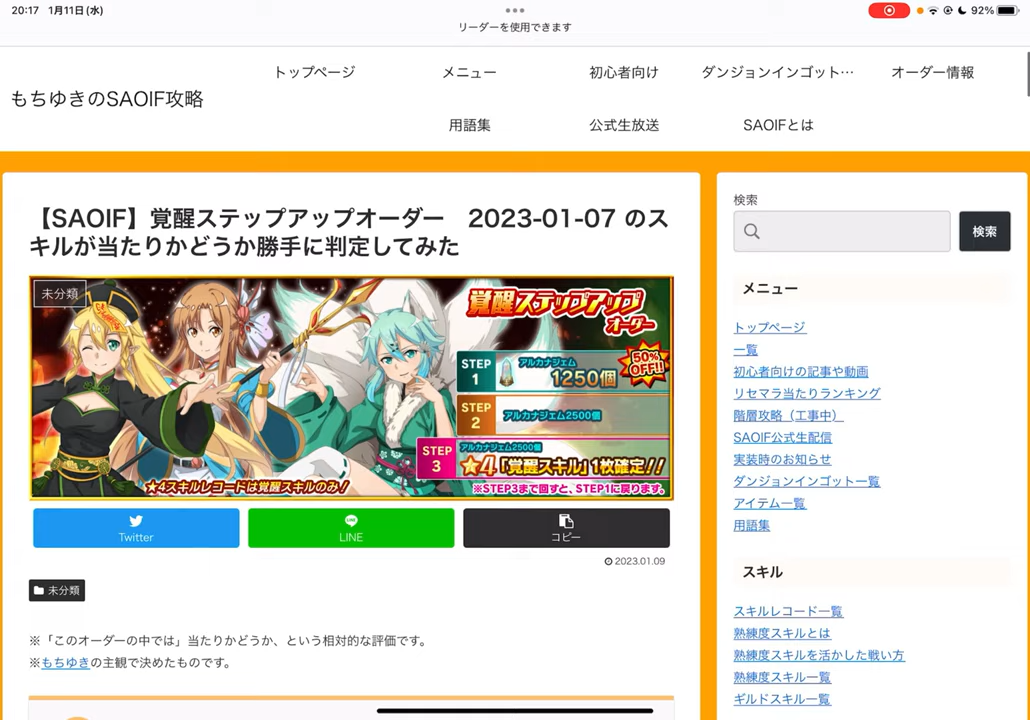 20:17 1月11日(水)
92%
リーダーを使用できます
もちゆきのSAOIF攻略
トップページ
メニュー
初心者向け
ダンジョンインゴット…
オーダー情報
用語集
公式生放送
SAOIFとは
【SAOIF】覚醒ステップアップオーダー　2023-01-07 のス
キルが当たりかどうか勝手に判定してみた
未分類
覚醒ステップアップ
オーダー
STEP
1
アルカナジェム
1250個
50%
OFF!!
STEP
2
アルカナジェム2500個
STEP
3
アルカナジェム2500個
★4「覚醒スキル」1枚確定!!
★4スキルレコードは覚醒スキルのみ!
※STEP3まで回すと、STEP1に戻ります。
Twitter
LINE
コピー
2023.01.09
未分類
※「このオーダーの中では」当たりかどうか、という相対的な評価です。
※もちゆきの主観で決めたものです。
検索
検索
メニュー
トップページ
一覧
初心者向けの記事や動画
リセマラ当たりランキング
階層攻略（工事中）
SAOIF公式生配信
実装時のお知らせ
ダンジョンインゴット一覧
アイテム一覧
用語集
スキル
スキルレコード一覧
熟練度スキルとは
熟練度スキルを活かした戦い方
熟練度スキル一覧
ギルドスキル一覧